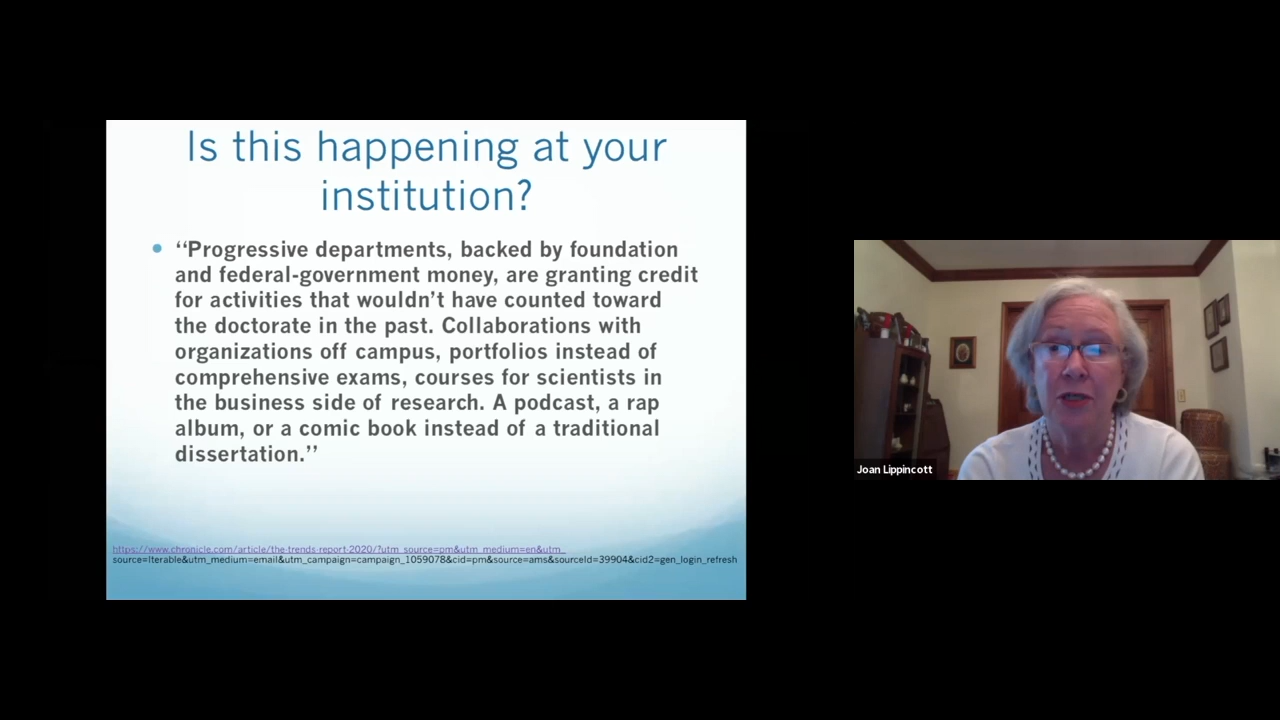 Is this happening at your
institution?
• “Progressive departments, backed by foundation
and federal-government money, are granting credit
for activities that wouldn’t have counted toward
the doctorate in the past. Collaborations with
organizations off campus, portfolios instead of
comprehensive exams, courses for scientists in
the business side of research. A podcast, a rap
album, or a comic book instead of a traditional
dissertation.”
https://www.chronicle.com/article/the-trends-report-2020/?utm_source=pm&utm_medium=en&utm_
source=Iterable&utm_medium=email&utm_campaign=campaign_1059078&cid=pm&source=ams&sourceId=39904&cid2=gen_login_refresh
Joan Lippincott